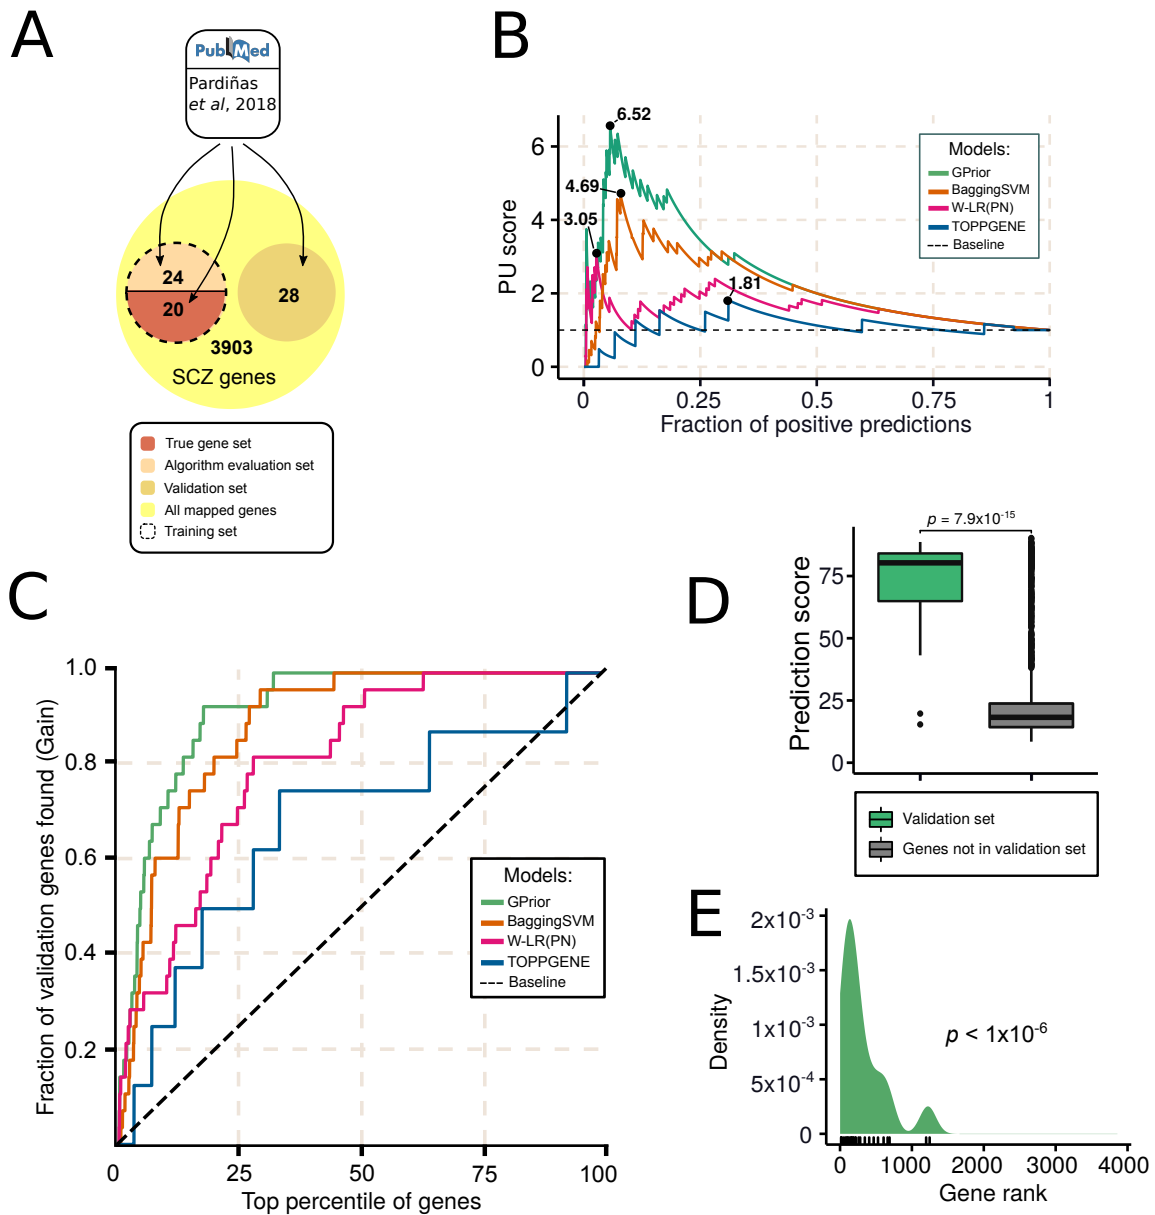 A
PubMed
Pardiñas
et al, 2018
24
20
28
3903
SCZ genes
True gene set
Algorithm evaluation set
Validation set
All mapped genes
Training set
B
PU score
6
4
2
0
6.52
4.69
3.05
1.81
Models:
GPrior
BaggingSVM
W-LR(PN)
TOPPGENE
Baseline
0
0.25
0.5
0.75
1
Fraction of positive predictions
C
Fraction of validation genes found (Gain)
1.0
0.8
0.6
0.4
0.2
Models:
GPrior
BaggingSVM
W-LR(PN)
TOPPGENE
Baseline
0
25
50
75
100
Top percentile of genes
D
Prediction score
p = 7.9x10⁻¹⁵
75
50
25
0
Validation set
Genes not in validation set
E
Density
2x10⁻³
1.5x10⁻³
1x10⁻³
5x10⁻⁴
0
p < 1x10⁻⁶
0
1000
2000
3000
4000
Gene rank